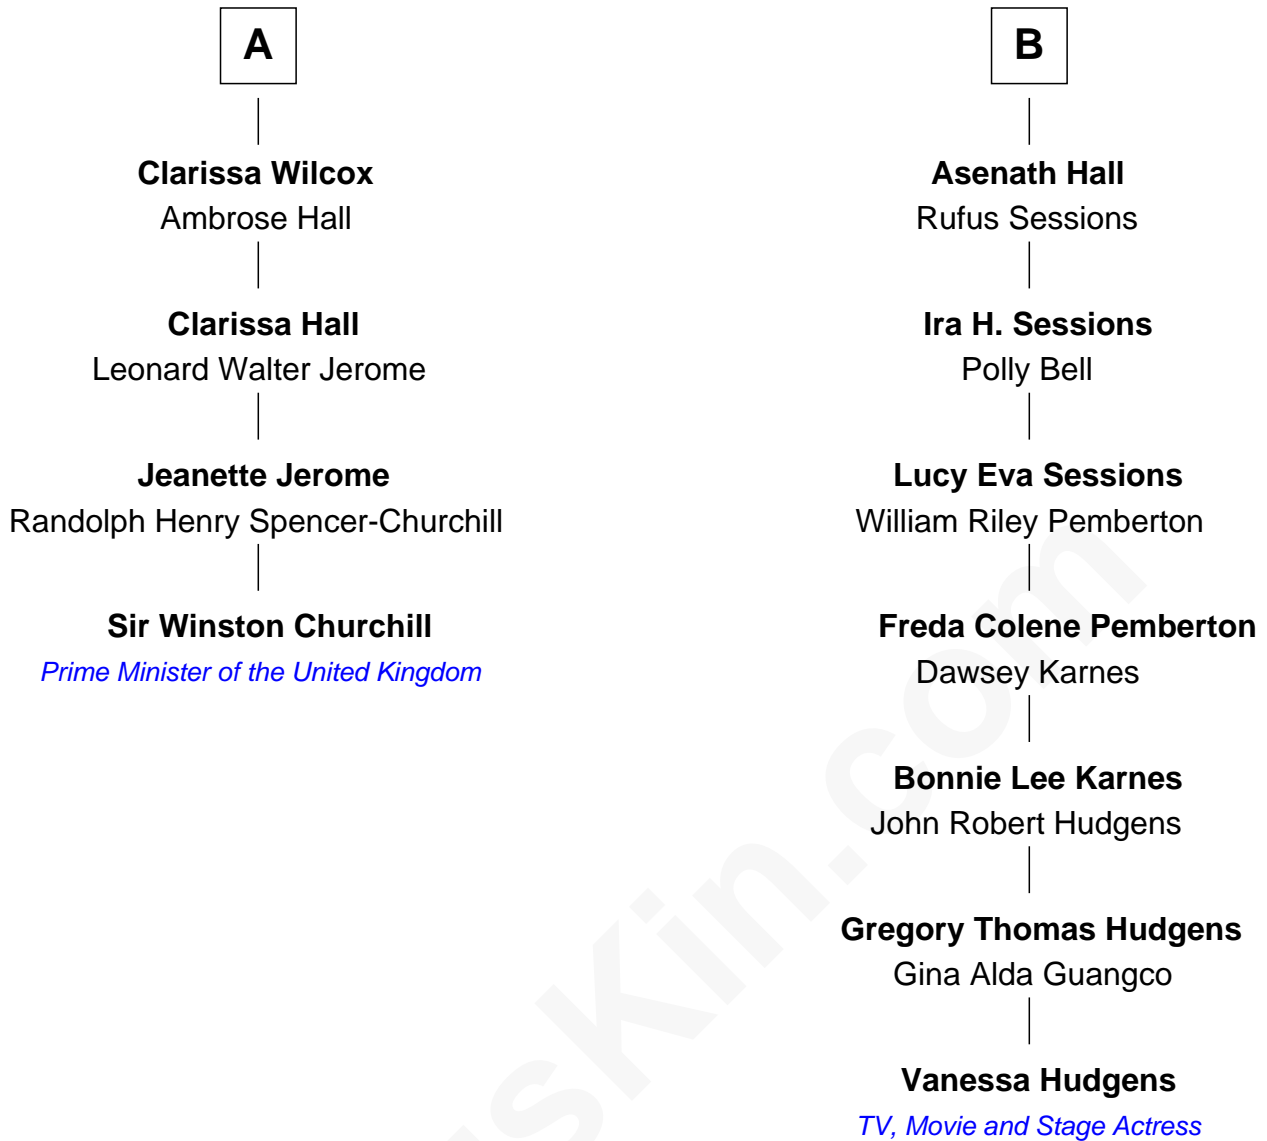 A
Clarissa Wilcox
Ambrose Hall
Clarissa Hall
Leonard Walter Jerome
Jeanette Jerome
Randolph Henry Spencer-Churchill
Sir Winston Churchill
Prime Minister of the United Kingdom
B
Asenath Hall
Rufus Sessions
Ira H. Sessions
Polly Bell
Lucy Eva Sessions
William Riley Pemberton
Freda Colene Pemberton
Dawsey Karnes
Bonnie Lee Karnes
John Robert Hudgens
Gregory Thomas Hudgens
Gina Alda Guangco
Vanessa Hudgens
TV, Movie and Stage Actress